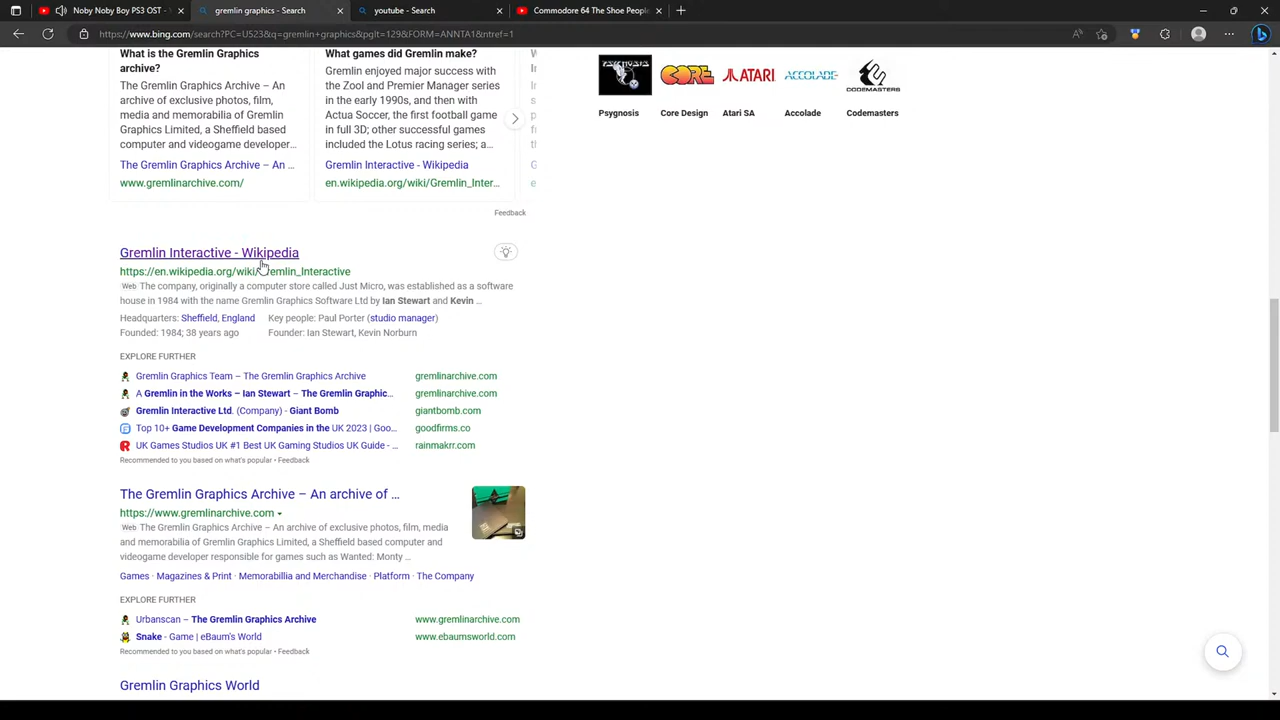 Noby Noby Boy PS3 OST -
gremlin graphics - Search
youtube - Search
Commodore 64 The Shoe People
https://www.bing.com/search?PC=US23&q=gremlin+graphics&pglt=129&FORM=ANNTA1&ntref=1
What is the Gremlin Graphics
archive?
The Gremlin Graphics Archive – An
archive of exclusive photos, film,
media and memorabilia of Gremlin
Graphics Limited, a Sheffield based
computer and videogame developer…
The Gremlin Graphics Archive – An ...
www.gremlinarchive.com/
What games did Gremlin make?
Gremlin enjoyed major success with
the Zool and Premier Manager series
in the early 1990s, and then with
Actua Soccer, the first football game
in full 3D; other successful games
included the Lotus racing series; a…
Gremlin Interactive - Wikipedia
en.wikipedia.org/wiki/Gremlin_Inter...
PSYGNOSIS
CORE
ATARI
ACCOLADE
CODEMASTERS
Psygnosis
Core Design
Atari SA
Accolade
Codemasters
Feedback
Gremlin Interactive - Wikipedia
https://en.wikipedia.org/wiki/Gremlin_Interactive
Web The company, originally a computer store called Just Micro, was established as a software
house in 1984 with the name Gremlin Graphics Software Ltd by Ian Stewart and Kevin …
Headquarters: Sheffield, England Key people: Paul Porter (studio manager)
Founded: 1984; 38 years ago Founder: Ian Stewart, Kevin Norburn
EXPLORE FURTHER
Gremlin Graphics Team – The Gremlin Graphics Archive gremlinarchive.com
A Gremlin in the Works – Ian Stewart – The Gremlin Graphic... gremlinarchive.com
Gremlin Interactive Ltd. (Company) - Giant Bomb giantbomb.com
Top 10+ Game Development Companies in the UK 2023 | Goo... goodfirms.co
UK Games Studios UK #1 Best UK Gaming Studios UK Guide - ... rainmakrr.com
Recommended to you based on what's popular • Feedback
The Gremlin Graphics Archive – An archive of …
https://www.gremlinarchive.com
Web The Gremlin Graphics Archive – An archive of exclusive photos, film, media
and memorabilia of Gremlin Graphics Limited, a Sheffield based computer and
videogame developer responsible for games such as Wanted: Monty …
Games · Magazines & Print · Memorabillia and Merchandise · Platform · The Company
EXPLORE FURTHER
Urbanscan – The Gremlin Graphics Archive www.gremlinarchive.com
Snake - Game | eBaum's World www.ebaumsworld.com
Recommended to you based on what's popular • Feedback
Gremlin Graphics World